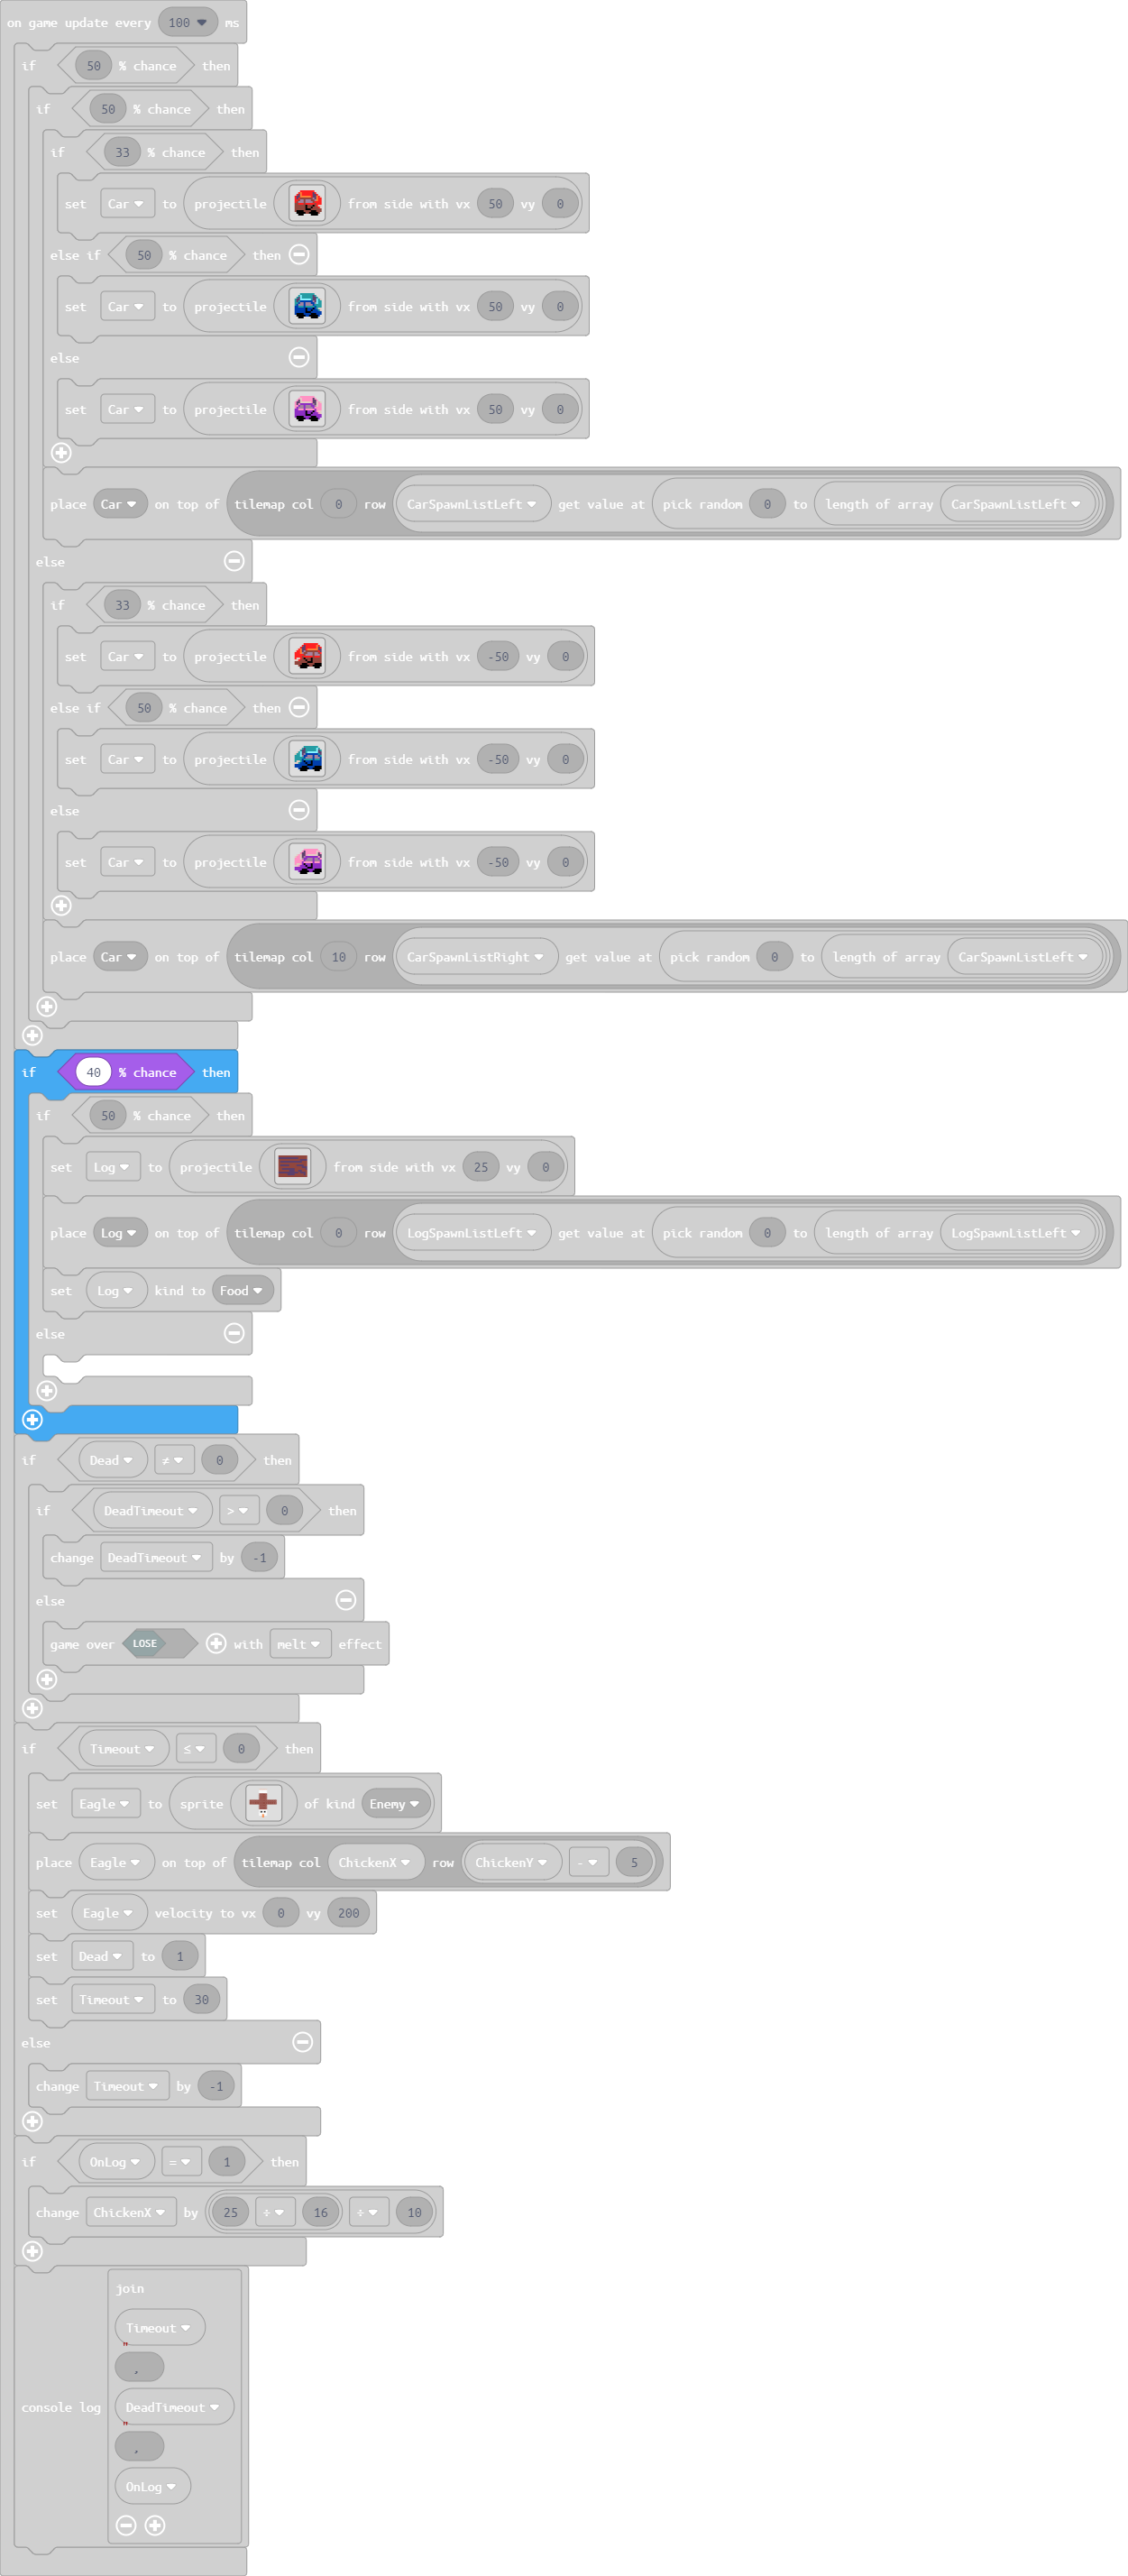 on game update every 100 ms
if 50 % chance then
if 50 % chance then
if 33 % chance then
set Car to projectile from side with vx 50 vy 0
else if 50 % chance then
set Car to projectile from side with vx 50 vy 0
else
set Car to projectile from side with vx 50 vy 0
place Car on top of tilemap col 0 row CarSpawnListLeft get value at pick random 0 to length of array CarSpawnListLeft
else
if 33 % chance then
set Car to projectile from side with vx -50 vy 0
else if 50 % chance then
set Car to projectile from side with vx -50 vy 0
else
set Car to projectile from side with vx -50 vy 0
place Car on top of tilemap col 10 row CarSpawnListRight get value at pick random 0 to length of array CarSpawnListLeft
if 40 % chance then
if 50 % chance then
set Log to projectile from side with vx 25 vy 0
place Log on top of tilemap col 0 row LogSpawnListLeft get value at pick random 0 to length of array LogSpawnListLeft
set Log kind to Food
else
if Dead ≠ 0 then
if DeadTimeout > 0 then
change DeadTimeout by -1
else
game over LOSE with melt effect
if Timeout ≤ 0 then
set Eagle to sprite of kind Enemy
place Eagle on top of tilemap col ChickenX row ChickenY - 5
set Eagle velocity to vx 0 vy 200
set Dead to 1
set Timeout to 30
else
change Timeout by -1
if OnLog = 1 then
change ChickenX by 25 ÷ 16 ÷ 10
join
Timeout
" ,
DeadTimeout
console log
" ,
OnLog